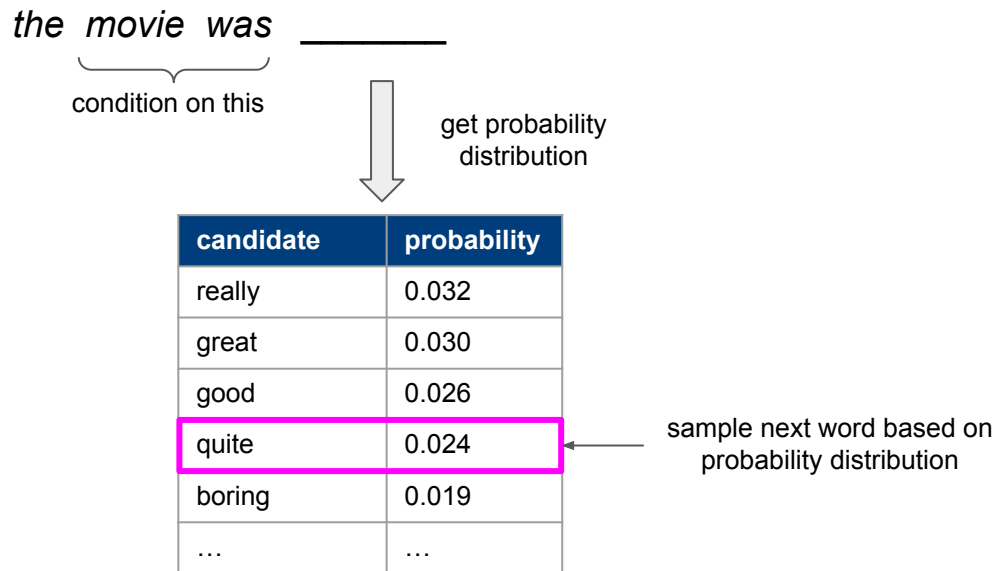 the movie was _______
condition on this
get probability
distribution
candidate probability
really 0.032
great 0.030
good 0.026
quite 0.024
sample next word based on
probability distribution
boring 0.019
… …